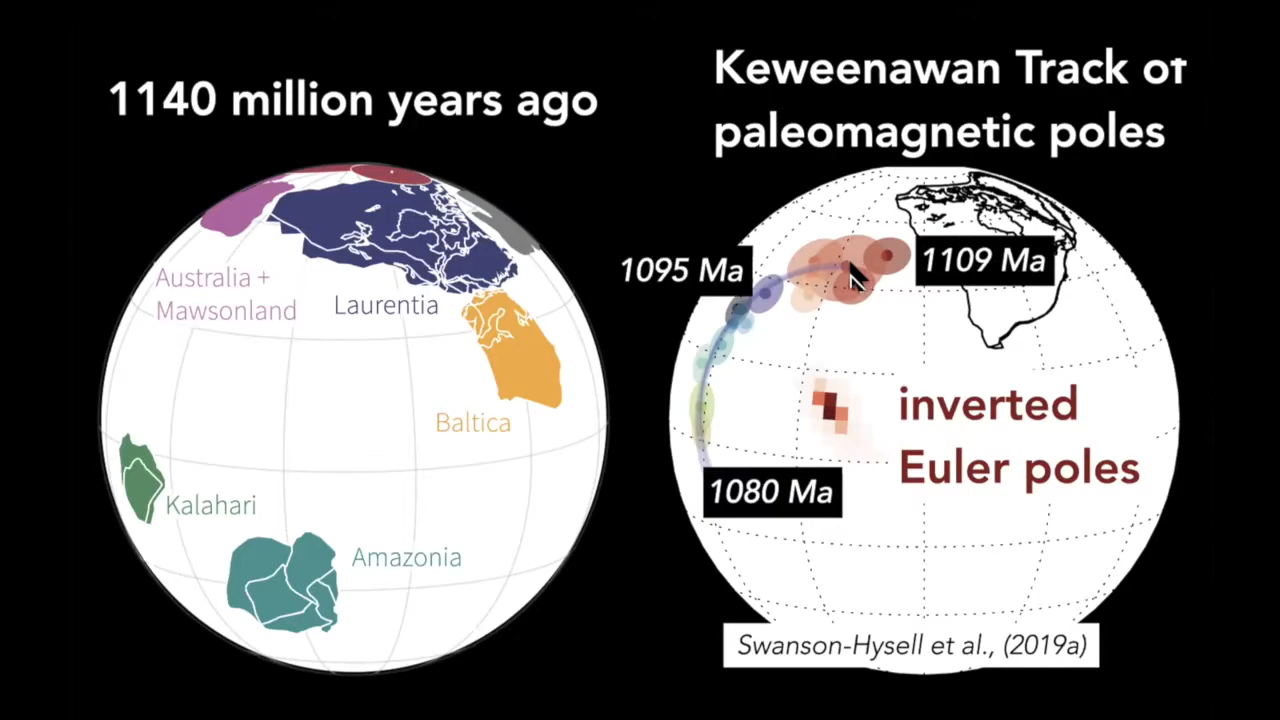 1140 million years ago
Australia +
Mawsonland
Laurentia
Baltica
Kalahari
Amazonia
Keweenawan Track of
paleomagnetic poles
1095 Ma
1109 Ma
inverted
Euler poles
1080 Ma
Swanson-Hysell et al., (2019a)